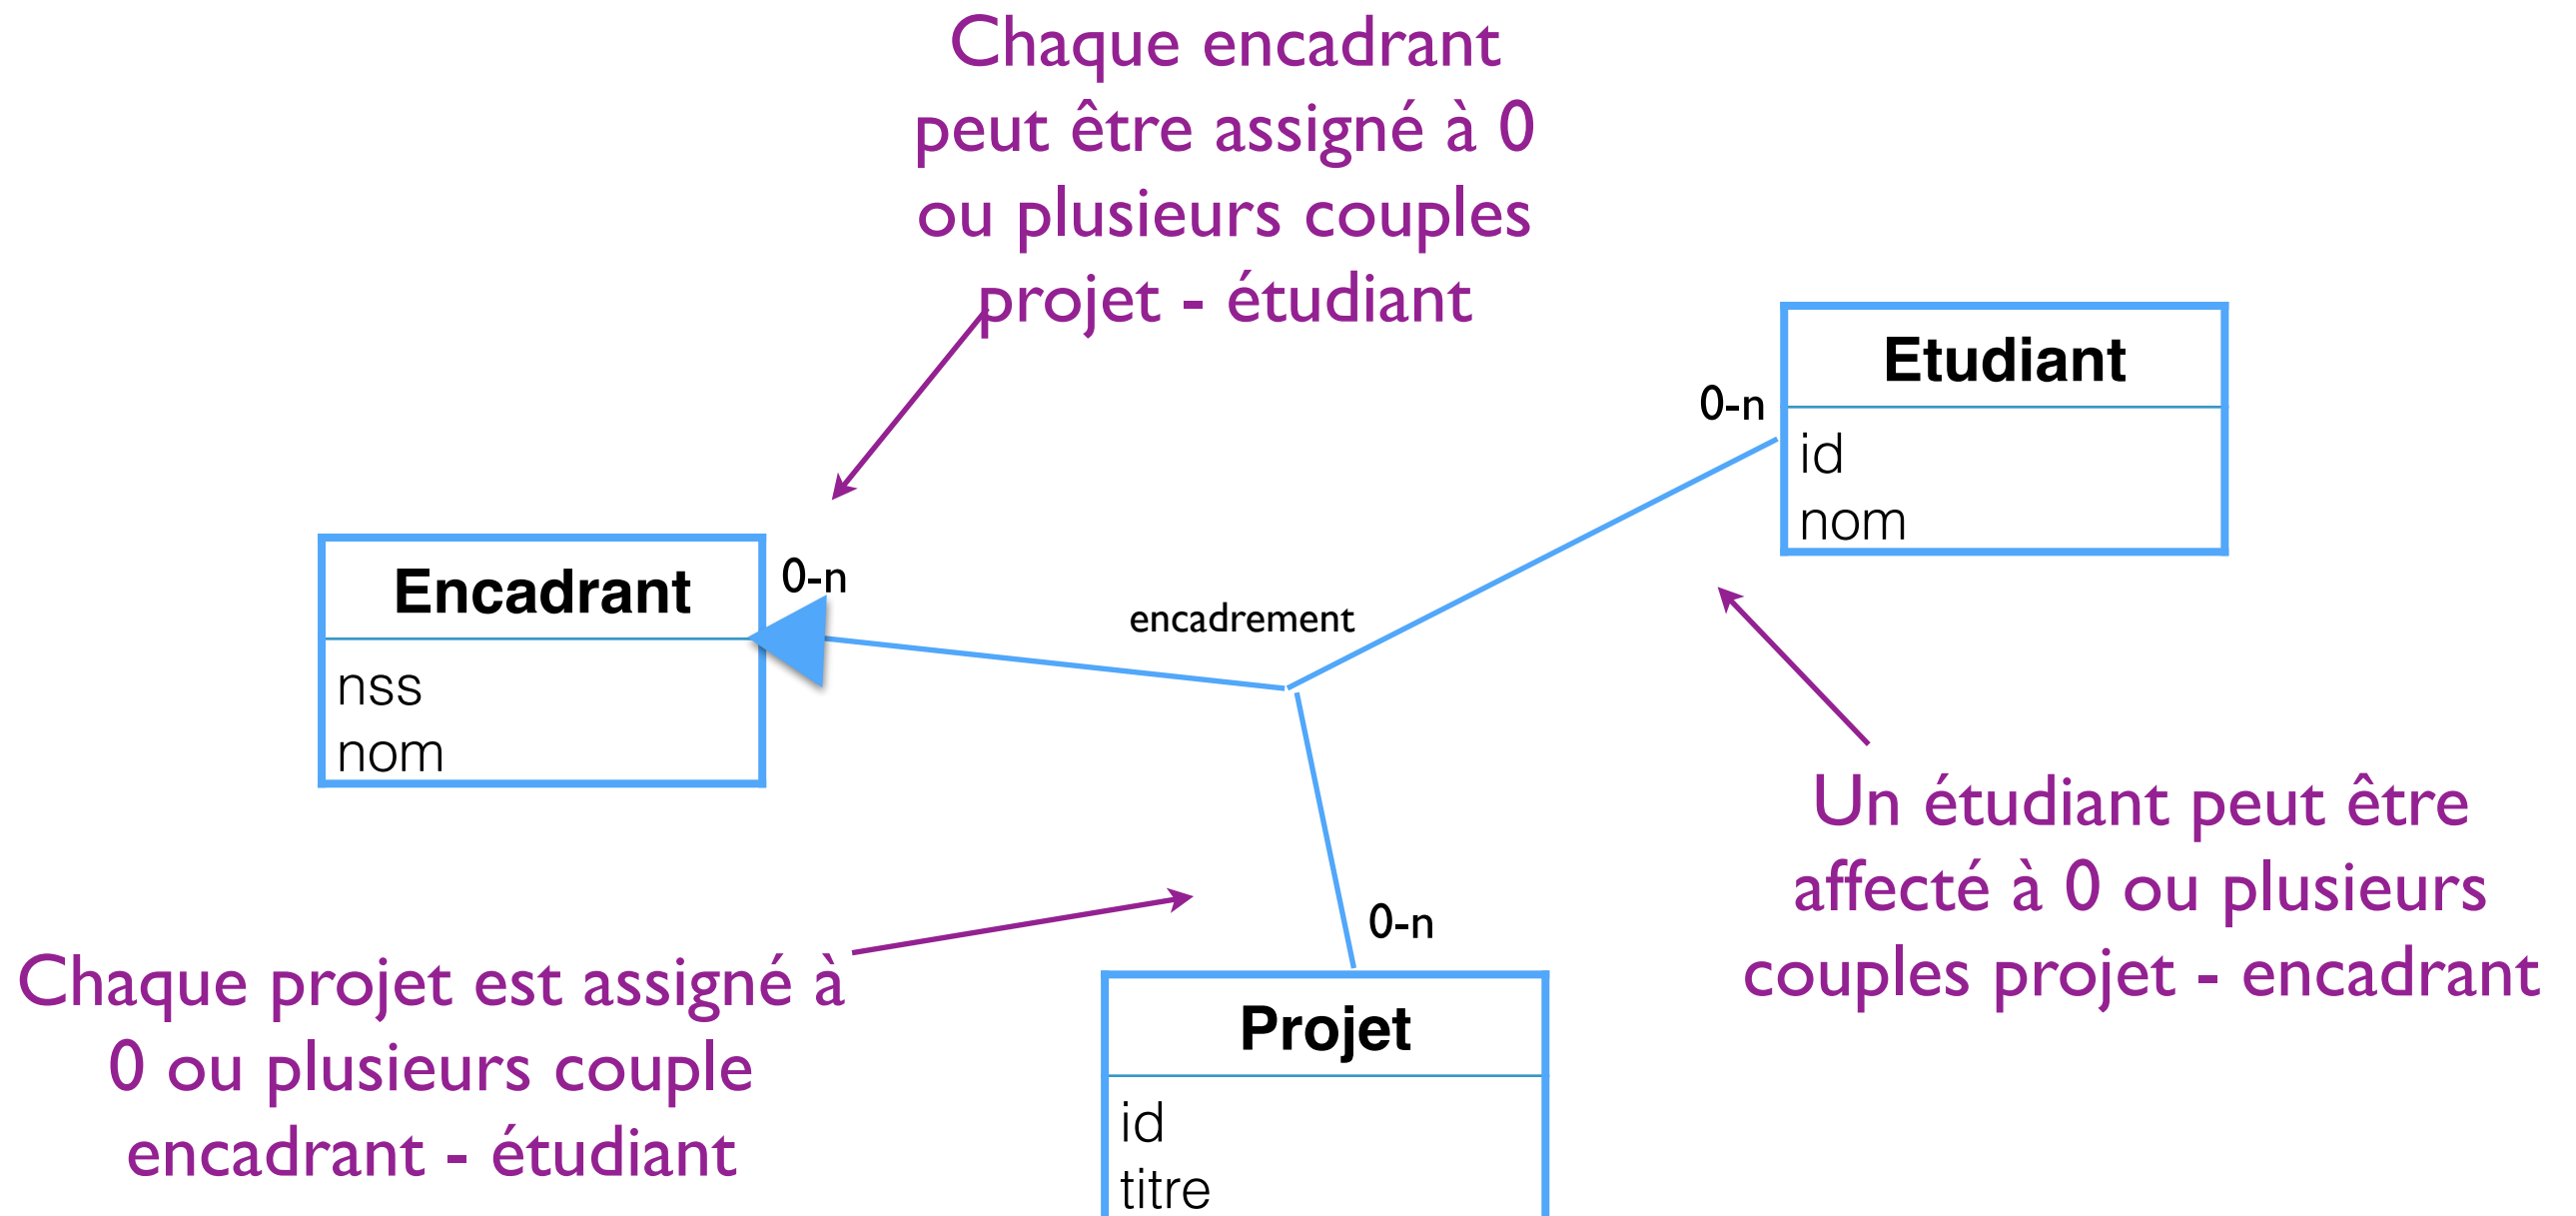 Chaque encadrant
peut être assigné à 0
ou plusieurs couples
projet - étudiant
Etudiant
0-n
id
nom
Encadrant
0-n
nss
nom
encadrement
Un étudiant peut être
affecté à 0 ou plusieurs
couples projet - encadrant
Chaque projet est assigné à
0 ou plusieurs couple
encadrant - étudiant
0-n
Projet
id
titre